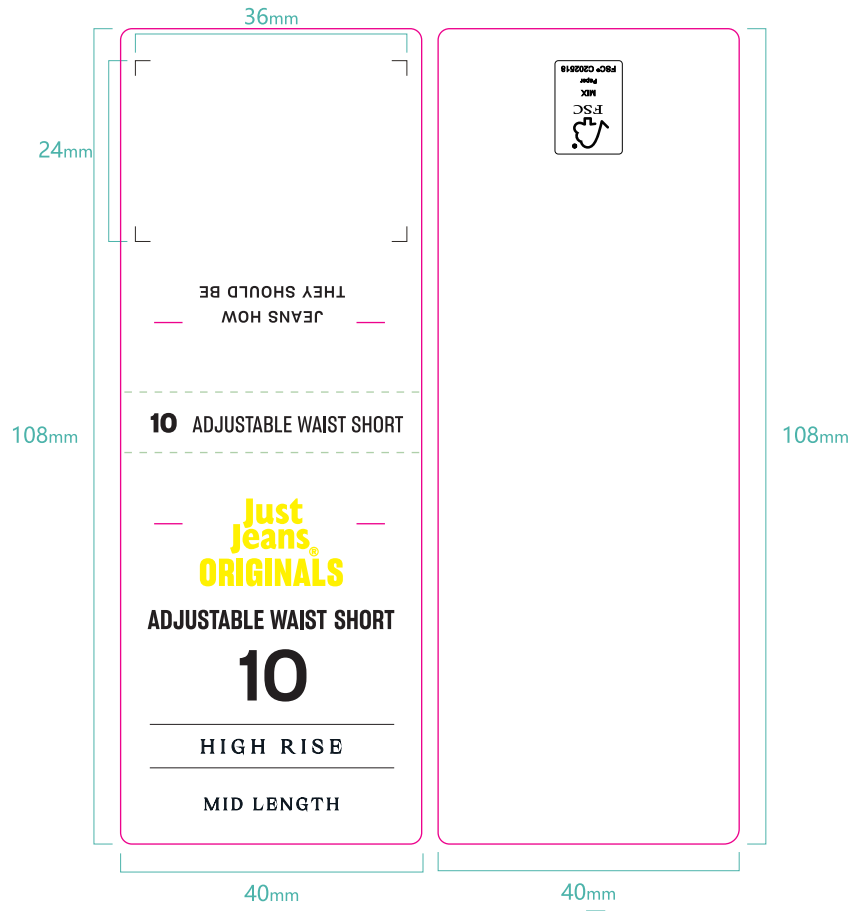 36mm
24mm
FSC® C202518
Paper
MIX
FSC
JEANS HOW
THEY SHOULD BE
10 ADJUSTABLE WAIST SHORT
108mm
108mm
Just
Jeans®
ORIGINALS
ADJUSTABLE WAIST SHORT
10
HIGH RISE
MID LENGTH
40mm
40mm